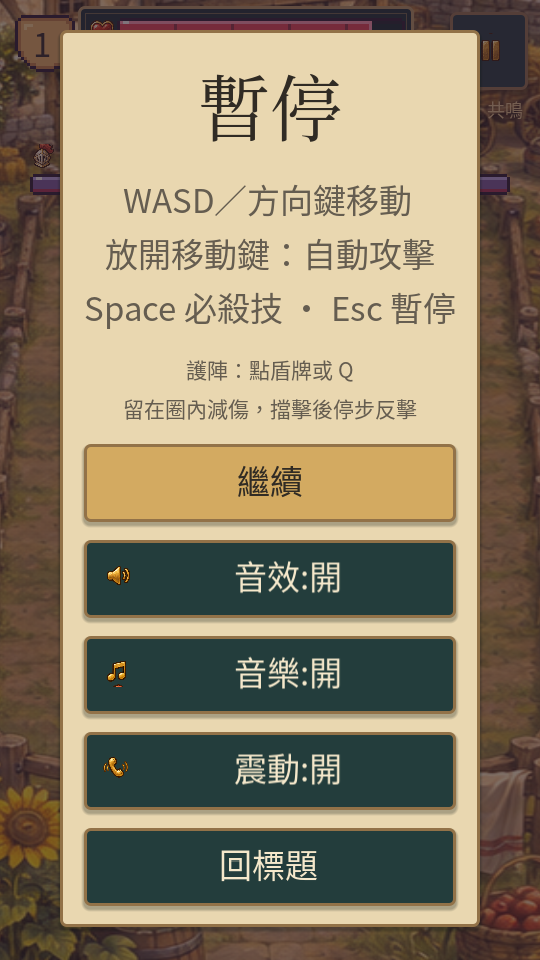 1
共鳴
暫停
WASD／方向鍵移動
放開移動鍵：自動攻擊
Space 必殺技 · Esc 暫停
護陣：點盾牌或 Q
留在圈內減傷，擋擊後停步反擊
繼續
音效:開
音樂:開
震動:開
回標題